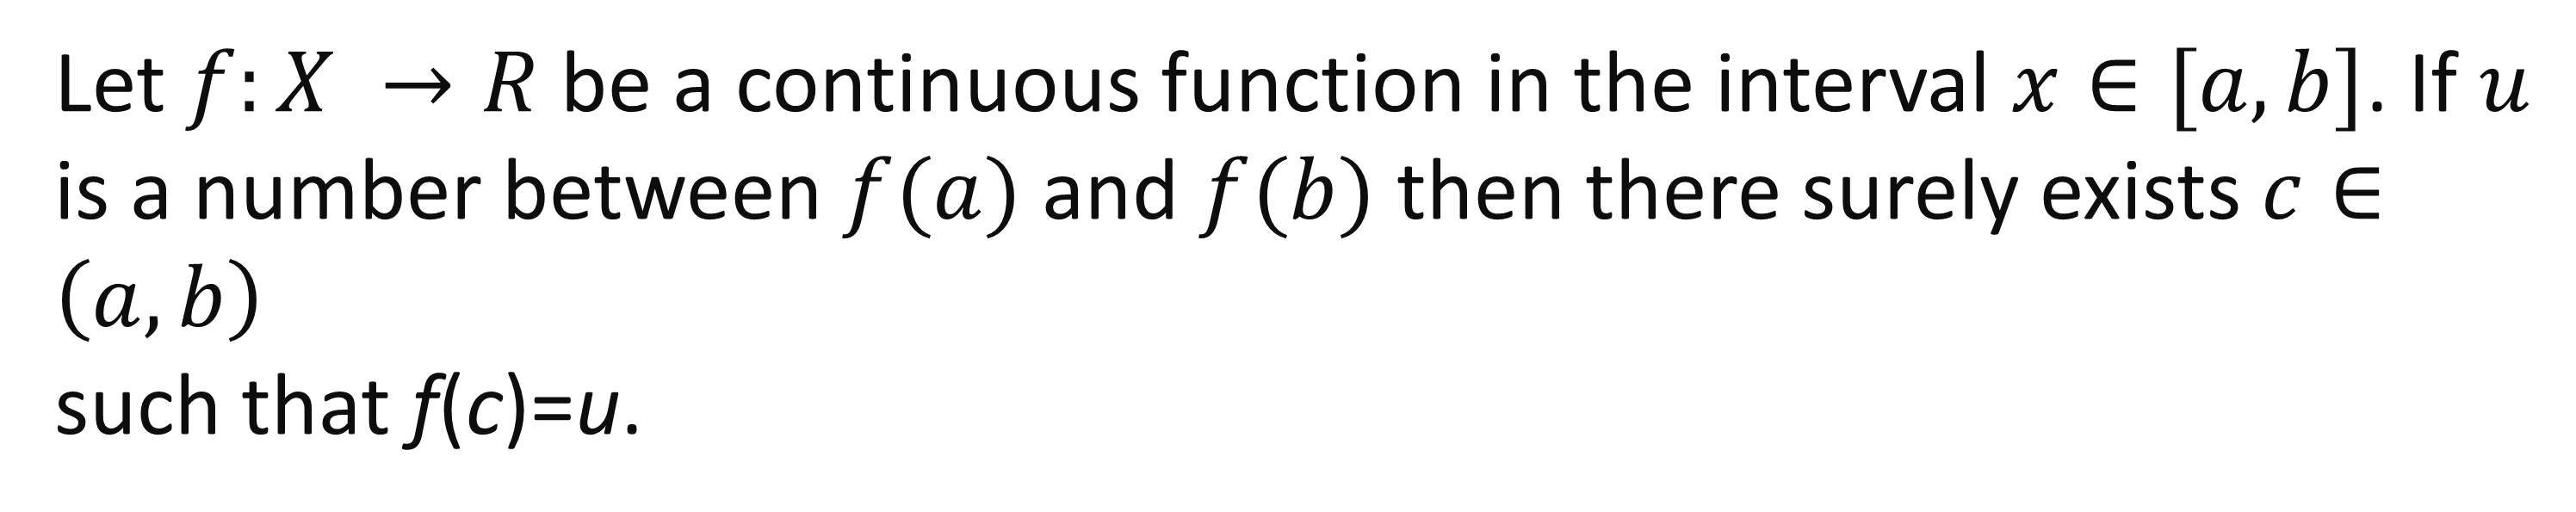 Let f: X → R be a continuous function in the interval x ∈ [a, b]. If u
is a number between f(a) and f(b) then there surely exists c ∈
(a, b)
such that f(c)=u.